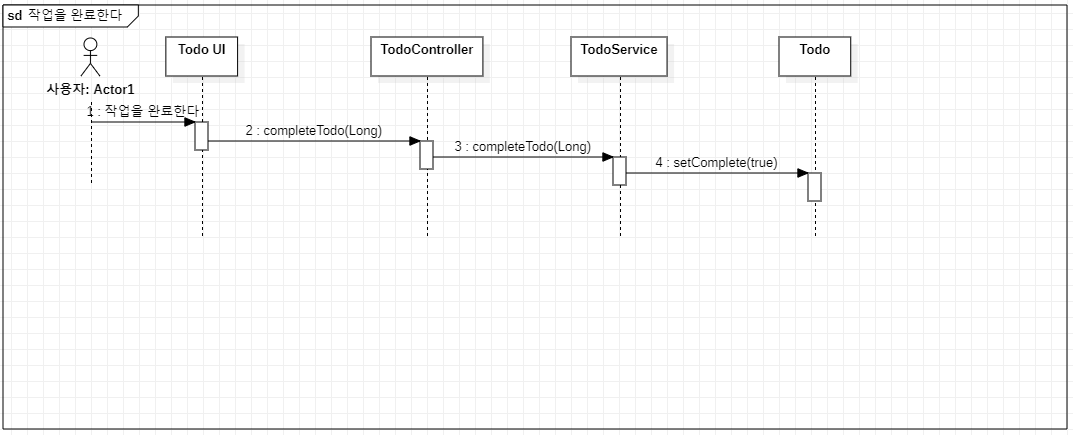 sd 작업을 완료한다
Todo UI
TodoController
TodoService
Todo
사용자: Actor1
1 : 작업을 완료한다
2 : completeTodo(Long)
3 : completeTodo(Long)
4 : setComplete(true)